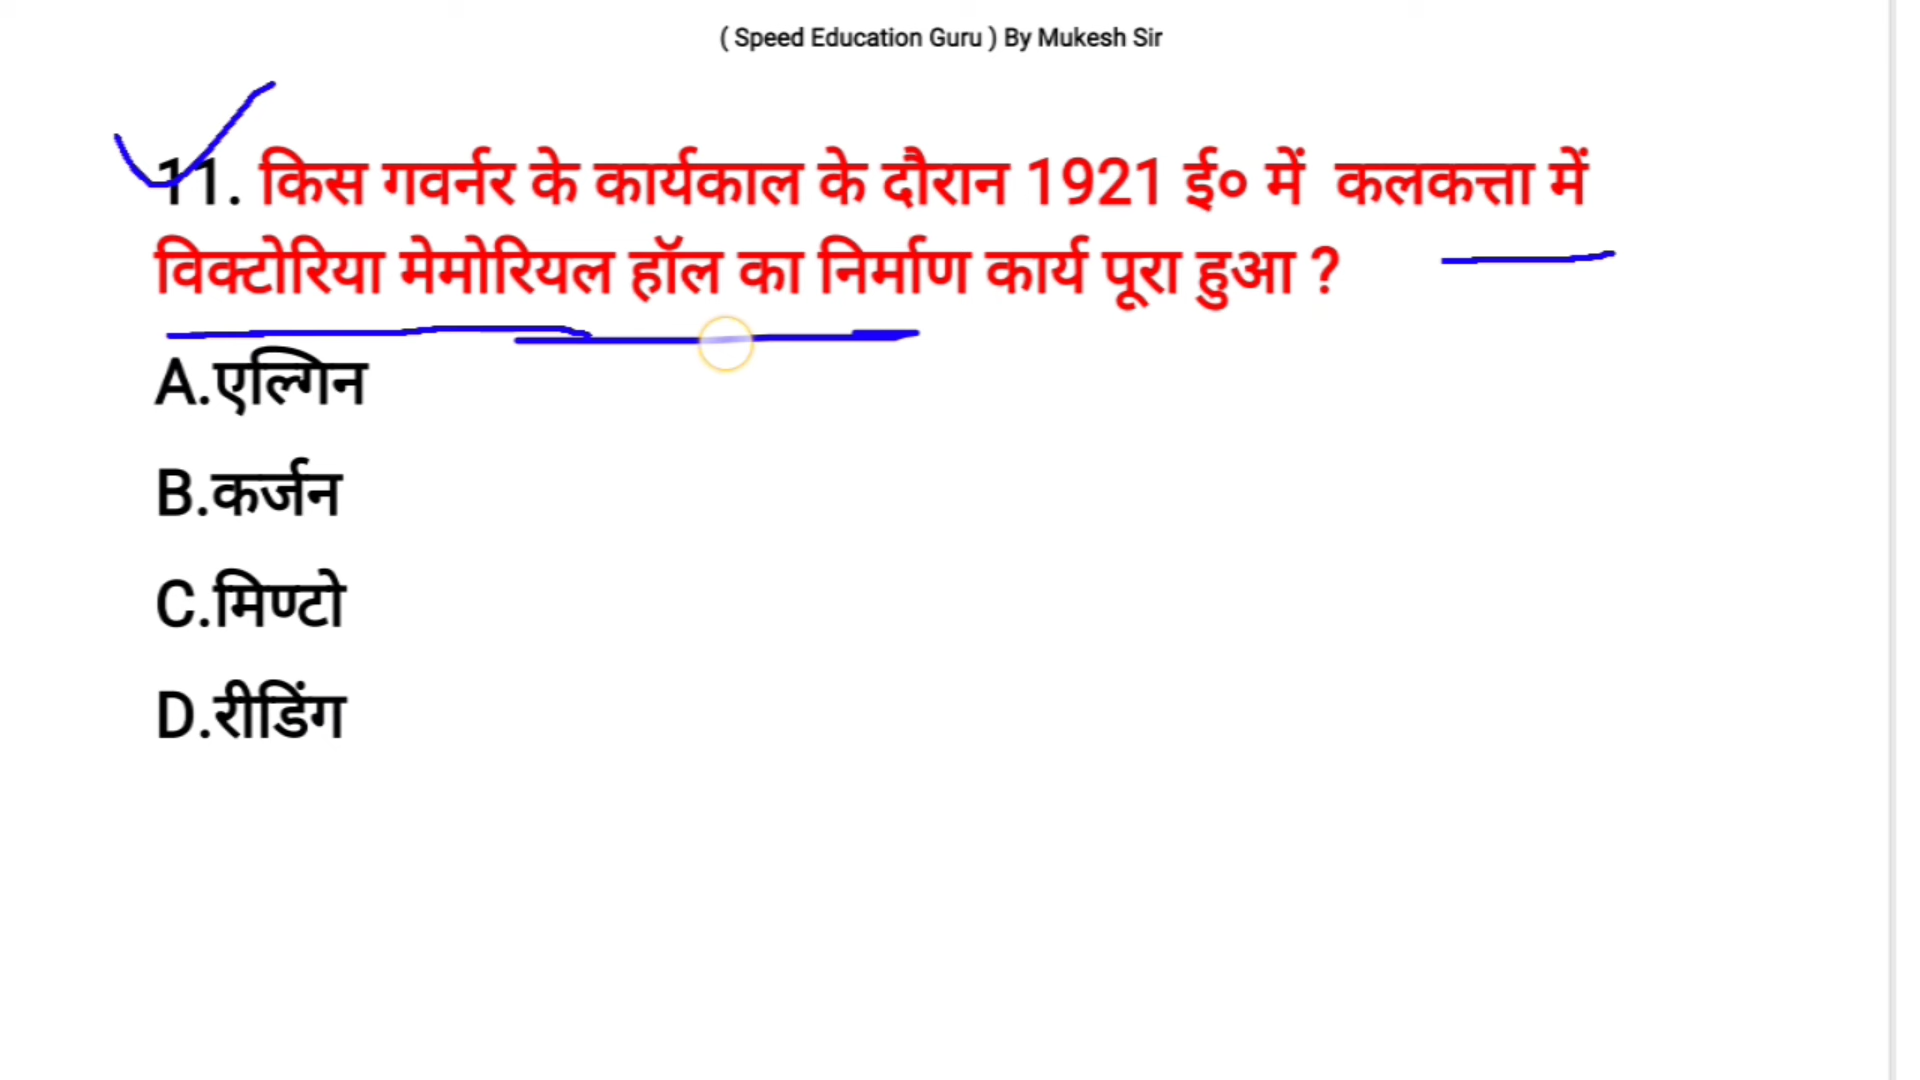 ( Speed Education Guru ) By Mukesh Sir
11. किस गवर्नर के कार्यकाल के दौरान 1921 ई० में कलकत्ता में
विक्टोरिया मेमोरियल हॉल का निर्माण कार्य पूरा हुआ ?
A.एल्गिन
B.कर्जन
C.मिण्टो
D.रीडिंग